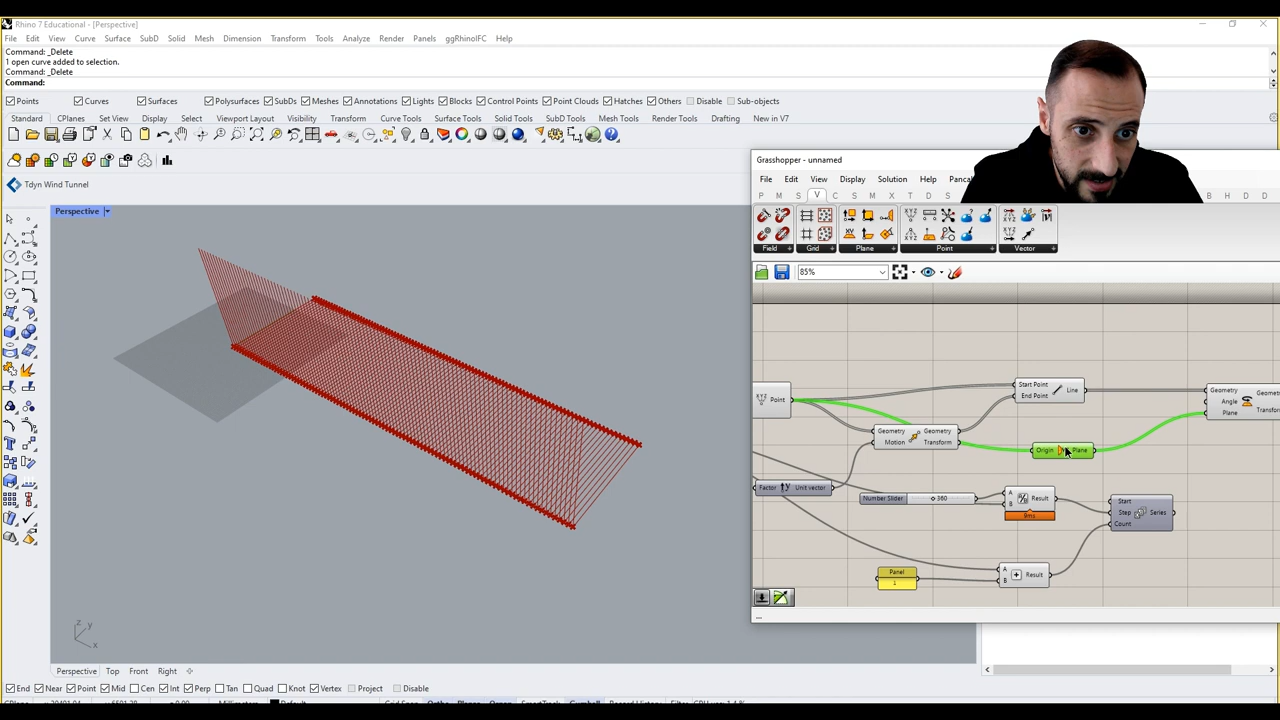 Rhino 7 Educational - [Perspective]
File Edit View Curve Surface SubD Solid Mesh Dimension Transform Tools Analyze Render Panels ggRhinoIFC Help
Command: _Delete
1 open curve added to selection.
Command: _Delete
Command:
Points Curves Surfaces Polysurfaces SubDs Meshes Annotations Lights Blocks Control Points Point Clouds Hatches Others Disable Sub-objects
Standard CPlanes Set View Display Select Viewport Layout Visibility Transform Curve Tools Surface Tools Solid Tools SubD Tools Mesh Tools Render Tools Drafting New in V7
Tdyn Wind Tunnel
Perspective
z y
x
Grasshopper - unnamed
File Edit View Display Solution Help
P M S V S M X T D S
B H D D
Field Grid Plane Point Vector
85%
Point
Start Point Line
End Point
Geometry Geometry
Motion Transform
Geometry
Angle
Plane
Origin Plane
Factor Unit vector
Number Slider 360
A Result
B
9ms
Start
Step Series
Count
Panel
1
A Result
B
...
Perspective Top Front Right
End Near Point Mid Cen Int Perp Tan Quad Knot Vertex Project Disable